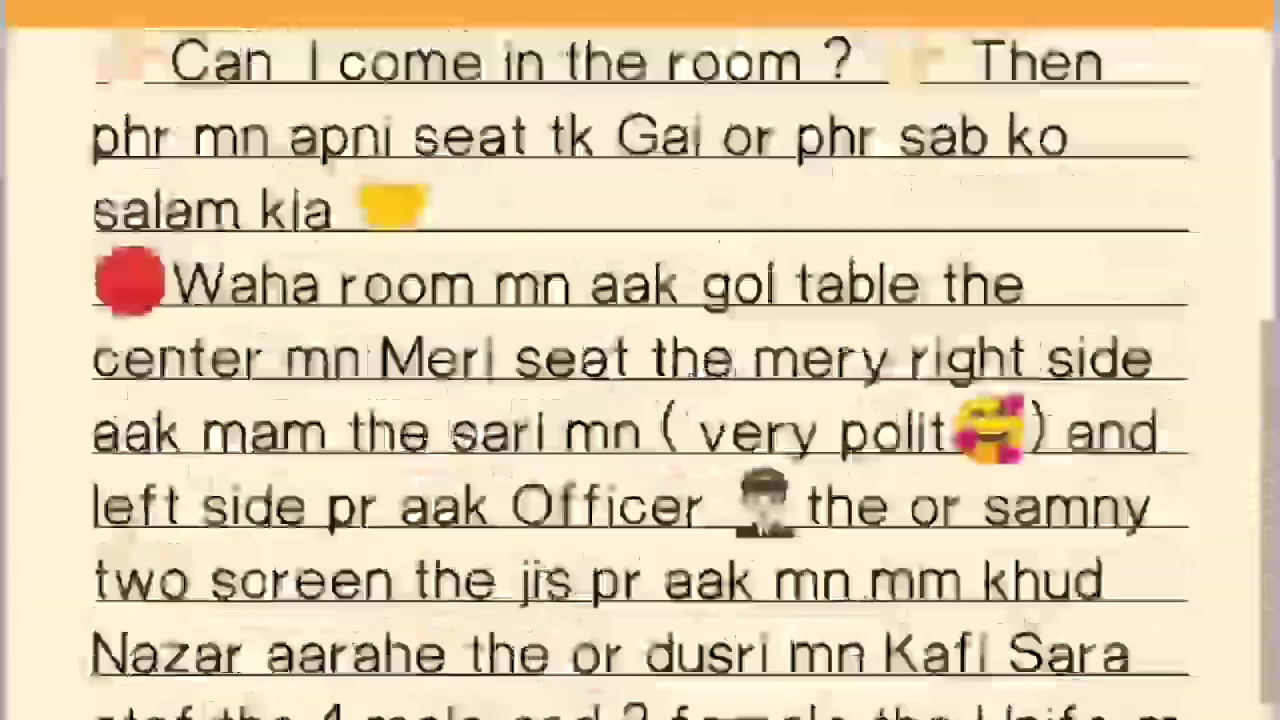 Can I come in the room ? Then
phr mn apni seat tk Gai or phr sab ko
salam kia
Waha room mn aak gol table the
center mn Meri seat the mery right side
aak mam the sari mn ( very polit🥰) and
left side pr aak Officer the or samny
two screen the jis pr aak mn mm khud
Nazar aarahe the or dusri mn Kafi Sara